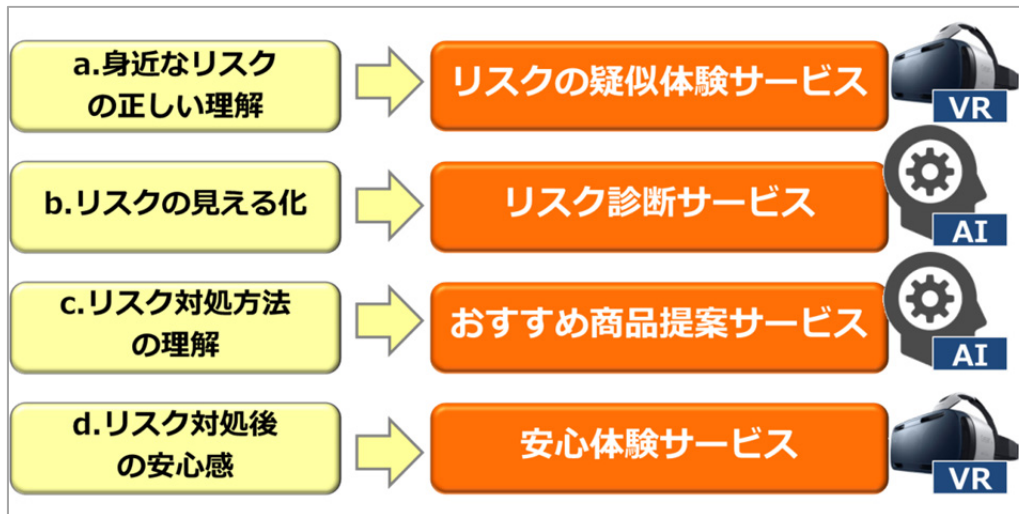 a.身近なリスク
の正しい理解
リスクの疑似体験サービス
VR
b.リスクの見える化
リスク診断サービス
AI
c.リスク対処方法
の理解
おすすめ商品提案サービス
AI
d.リスク対処後
の安心感
安心体験サービス
VR